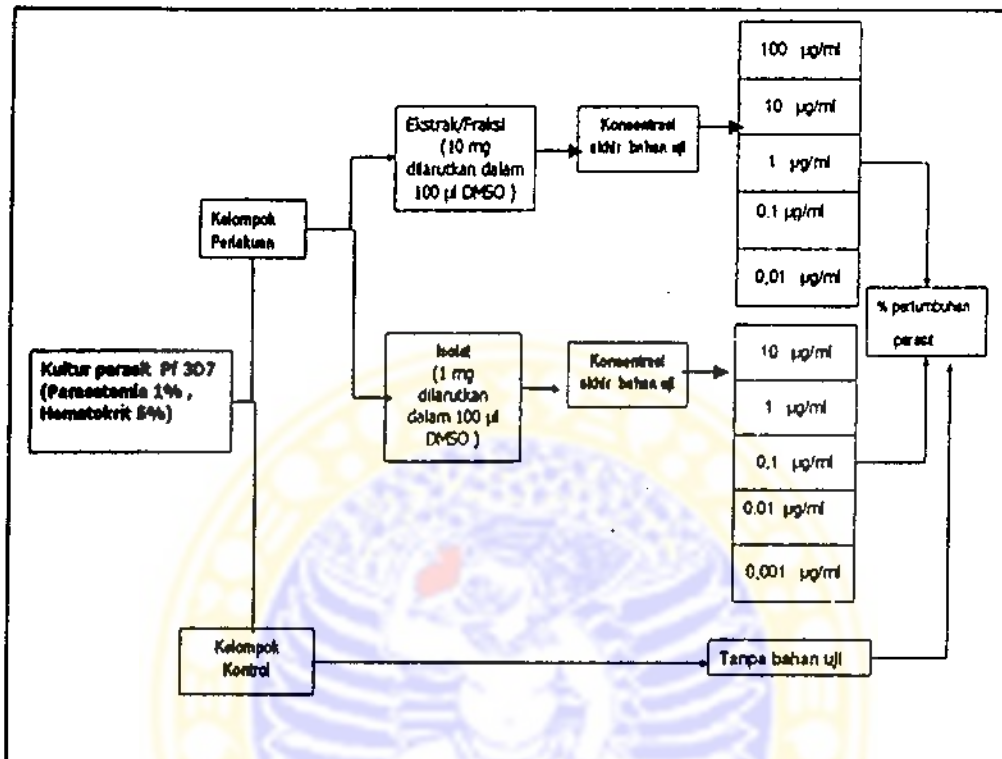 100 µg/ml
10 µg/ml
1 µg/ml
0.1 µg/ml
0,01 µg/ml
Ekstrak/Fraksi
(10 mg
dilarutkan dalam
100 µl DMSO )
Konsentrasi
akhir bahan uji
Kelompok
Perlakuan
% pertumbuhan
parasit
Kultur parasit Pf 3D7
(Parasetemia 1% ,
Hematokrit 5%)
Isolat
(1 mg
dilarutkan
dalam 100 µl
DMSO )
Konsentrasi
akhir bahan uji
10 µg/ml
1 µg/ml
0,1 µg/ml
0.01 µg/ml
0,001 µg/ml
Kelompok
Kontrol
Tanpa bahan uji